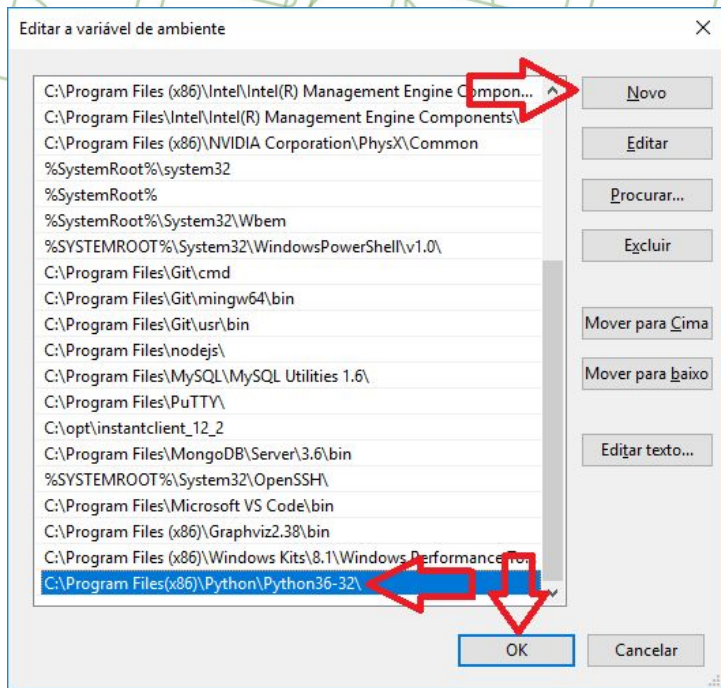 Editar a variável de ambiente
C:\Program Files (x86)\Intel\Intel(R) Management Engine Compon...
C:\Program Files\Intel\Intel(R) Management Engine Components\
C:\Program Files (x86)\NVIDIA Corporation\PhysX\Common
%SystemRoot%\system32
%SystemRoot%
%SystemRoot%\System32\Wbem
%SYSTEMROOT%\System32\WindowsPowerShell\v1.0\
C:\Program Files\Git\cmd
C:\Program Files\Git\mingw64\bin
C:\Program Files\Git\usr\bin
C:\Program Files\nodejs\
C:\Program Files\MySQL\MySQL Utilities 1.6\
C:\Program Files\PuTTY\
C:\opt\instantclient_12_2
C:\Program Files\MongoDB\Server\3.6\bin
%SYSTEMROOT%\System32\OpenSSH\
C:\Program Files\Microsoft VS Code\bin
C:\Program Files (x86)\Graphviz2.38\bin
C:\Program Files (x86)\Windows Kits\8.1\Windows Performance To...
C:\Program Files(x86)\Python\Python36-32\
Novo
Editar
Procurar...
Excluir
Mover para Cima
Mover para baixo
Editar texto...
OK
Cancelar